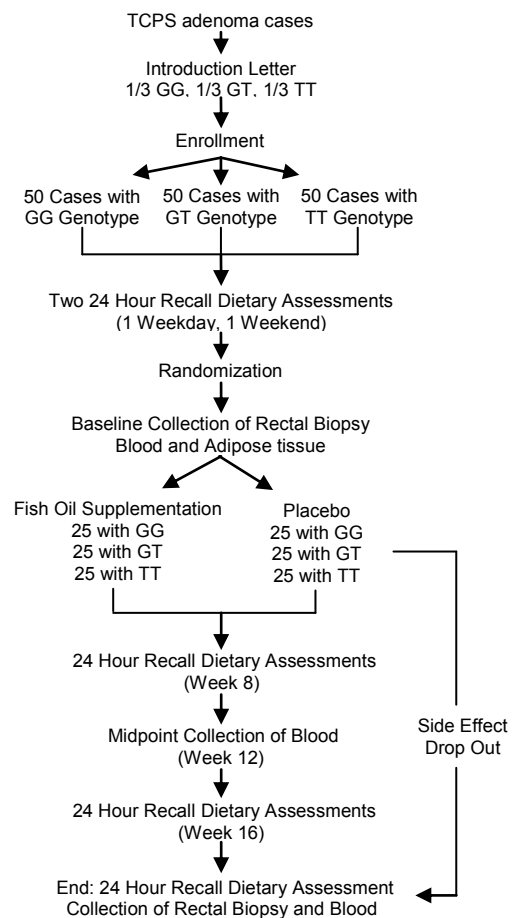 TCPS adenoma cases
Introduction Letter
1/3 GG, 1/3 GT, 1/3 TT
Enrollment
50 Cases with
GG Genotype
50 Cases with
GT Genotype
50 Cases with
TT Genotype
Two 24 Hour Recall Dietary Assessments
(1 Weekday, 1 Weekend)
Randomization
Baseline Collection of Rectal Biopsy
Blood and Adipose tissue
Fish Oil Supplementation
25 with GG
25 with GT
25 with TT
Placebo
25 with GG
25 with GT
25 with TT
24 Hour Recall Dietary Assessments
(Week 8)
Midpoint Collection of Blood
(Week 12)
Side Effect
Drop Out
24 Hour Recall Dietary Assessments
(Week 16)
End: 24 Hour Recall Dietary Assessment
Collection of Rectal Biopsy and Blood